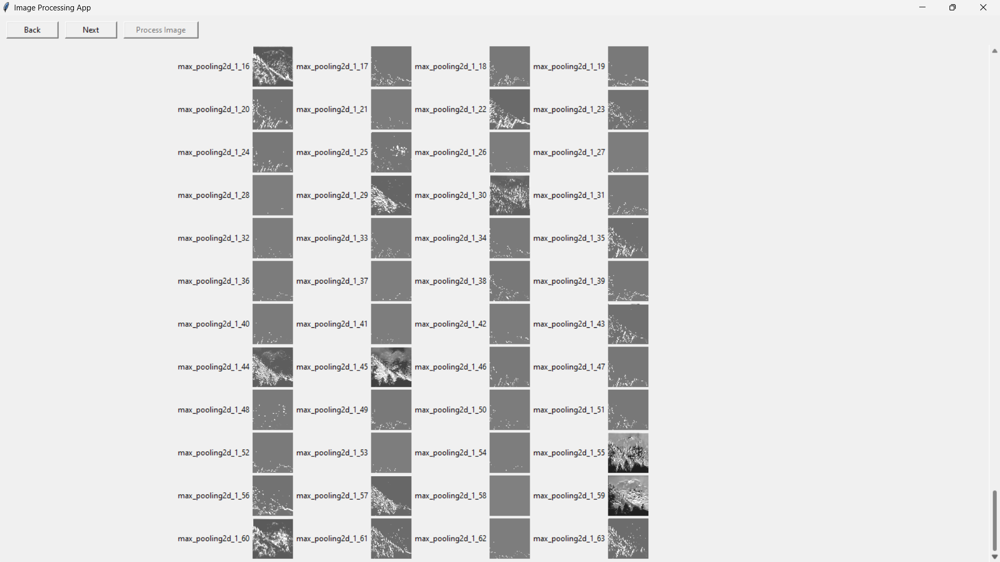 Image Processing App
Back Next Process Image
max_pooling2d_1_16 max_pooling2d_1_17 max_pooling2d_1_18 max_pooling2d_1_19
max_pooling2d_1_20 max_pooling2d_1_21 max_pooling2d_1_22 max_pooling2d_1_23
max_pooling2d_1_24 max_pooling2d_1_25 max_pooling2d_1_26 max_pooling2d_1_27
max_pooling2d_1_28 max_pooling2d_1_29 max_pooling2d_1_30 max_pooling2d_1_31
max_pooling2d_1_32 max_pooling2d_1_33 max_pooling2d_1_34 max_pooling2d_1_35
max_pooling2d_1_36 max_pooling2d_1_37 max_pooling2d_1_38 max_pooling2d_1_39
max_pooling2d_1_40 max_pooling2d_1_41 max_pooling2d_1_42 max_pooling2d_1_43
max_pooling2d_1_44 max_pooling2d_1_45 max_pooling2d_1_46 max_pooling2d_1_47
max_pooling2d_1_48 max_pooling2d_1_49 max_pooling2d_1_50 max_pooling2d_1_51
max_pooling2d_1_52 max_pooling2d_1_53 max_pooling2d_1_54 max_pooling2d_1_55
max_pooling2d_1_56 max_pooling2d_1_57 max_pooling2d_1_58 max_pooling2d_1_59
max_pooling2d_1_60 max_pooling2d_1_61 max_pooling2d_1_62 max_pooling2d_1_63